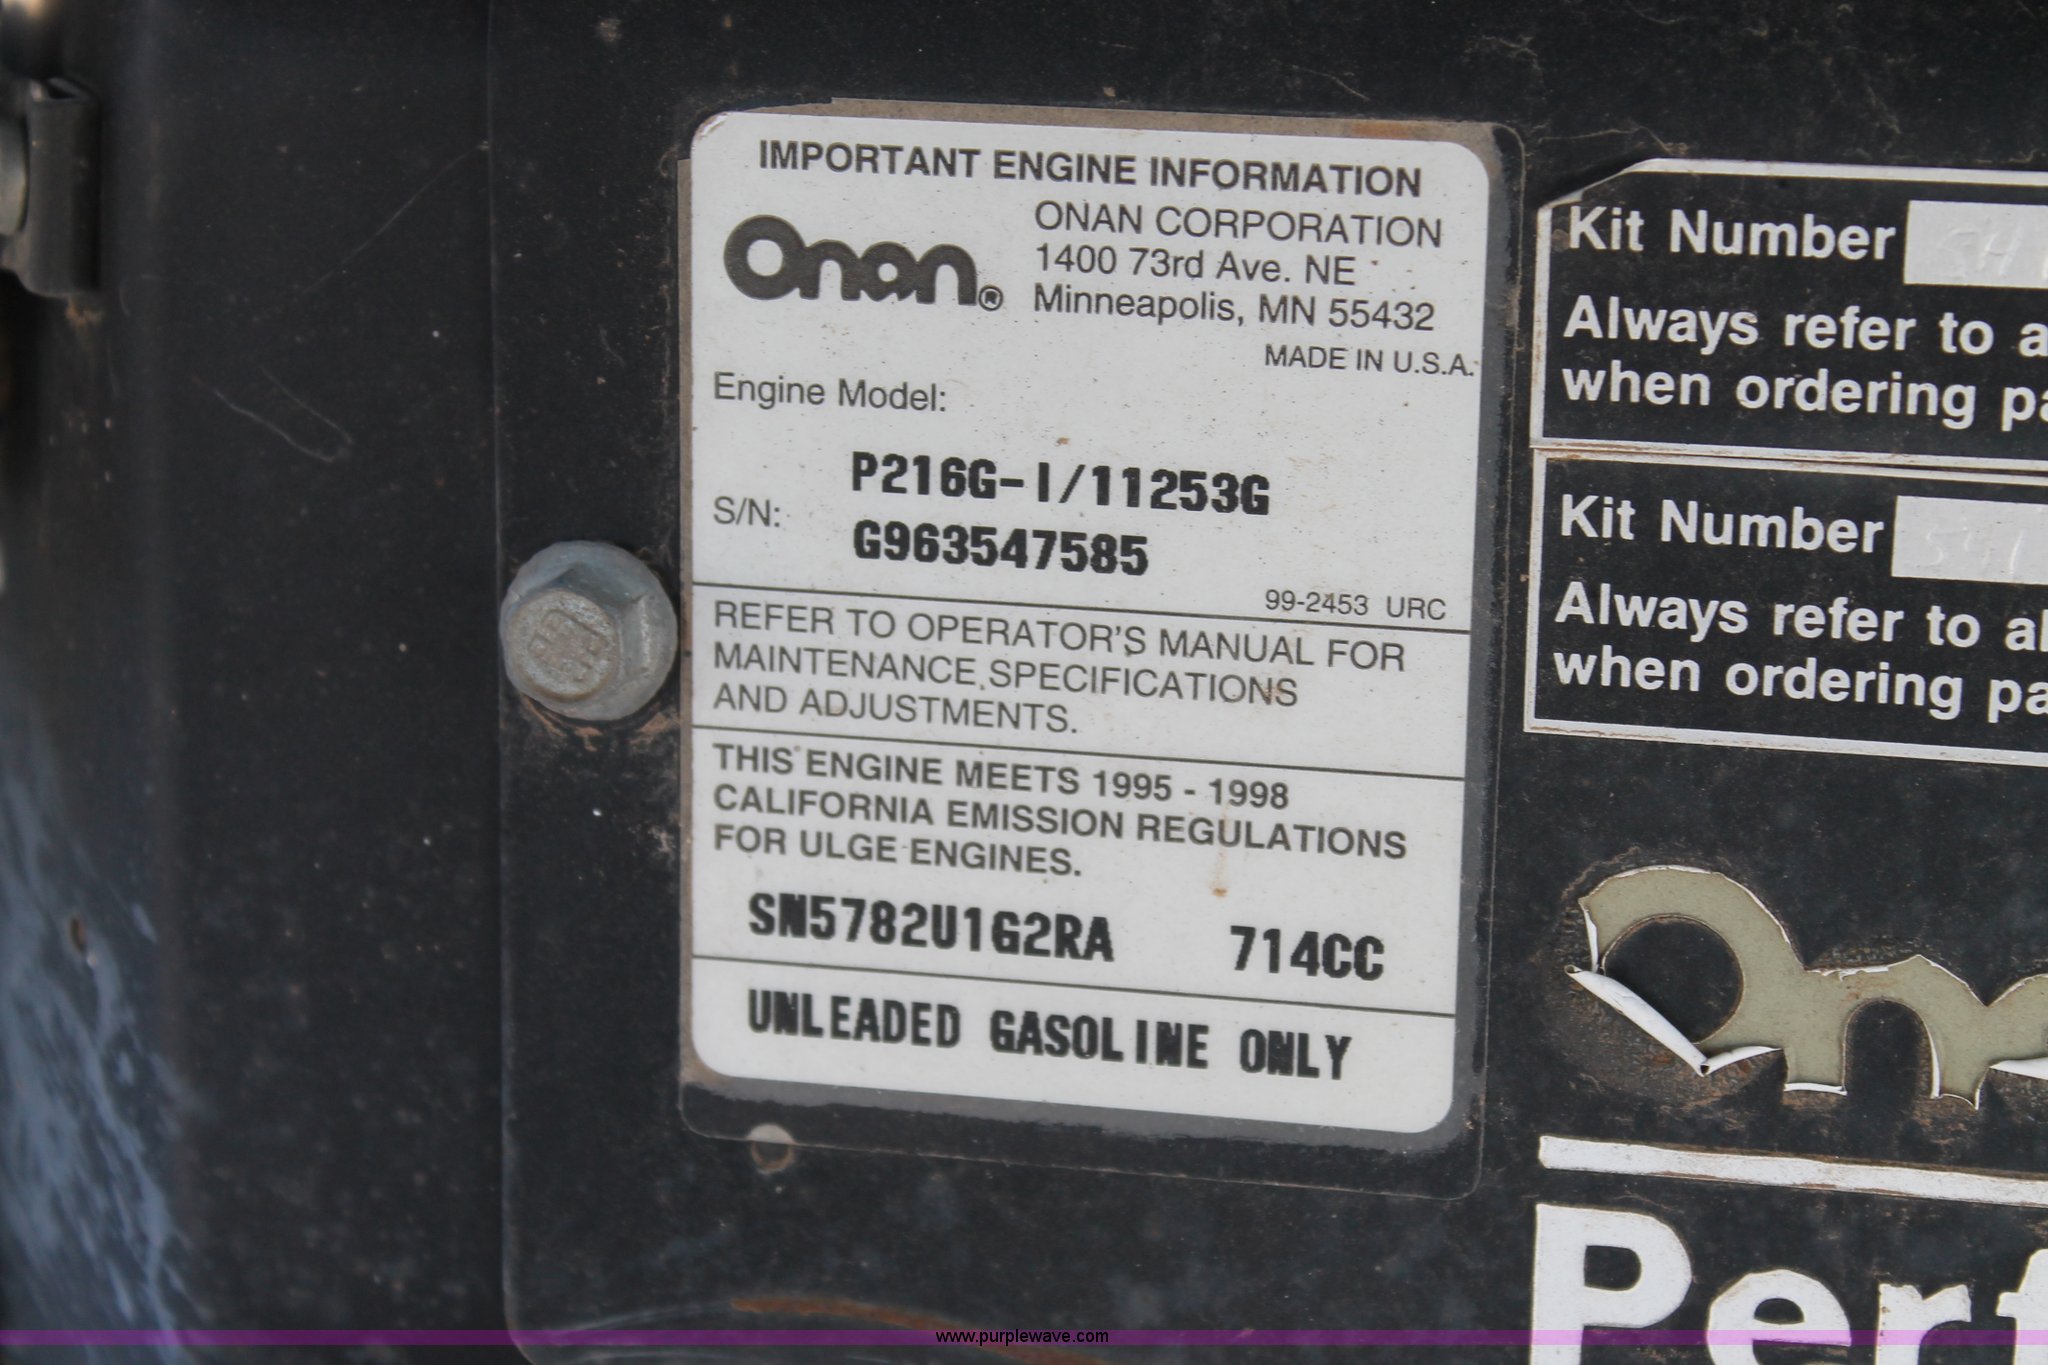 IMPORTANT ENGINE INFORMATION
Onan®
ONAN CORPORATION
1400 73rd Ave. NE
Minneapolis, MN 55432
MADE IN U.S.A.
Engine Model:
P216G-I/11253G
S/N:
G963547585
99-2453 URC
REFER TO OPERATOR'S MANUAL FOR
MAINTENANCE SPECIFICATIONS
AND ADJUSTMENTS.
THIS ENGINE MEETS 1995 - 1998
CALIFORNIA EMISSION REGULATIONS
FOR ULGE ENGINES.
SN5782U1G2RA 714CC
UNLEADED GASOLINE ONLY
Kit Number
Always refer to
when ordering
Kit Number
Always refer to
when ordering
www.purplewave.com